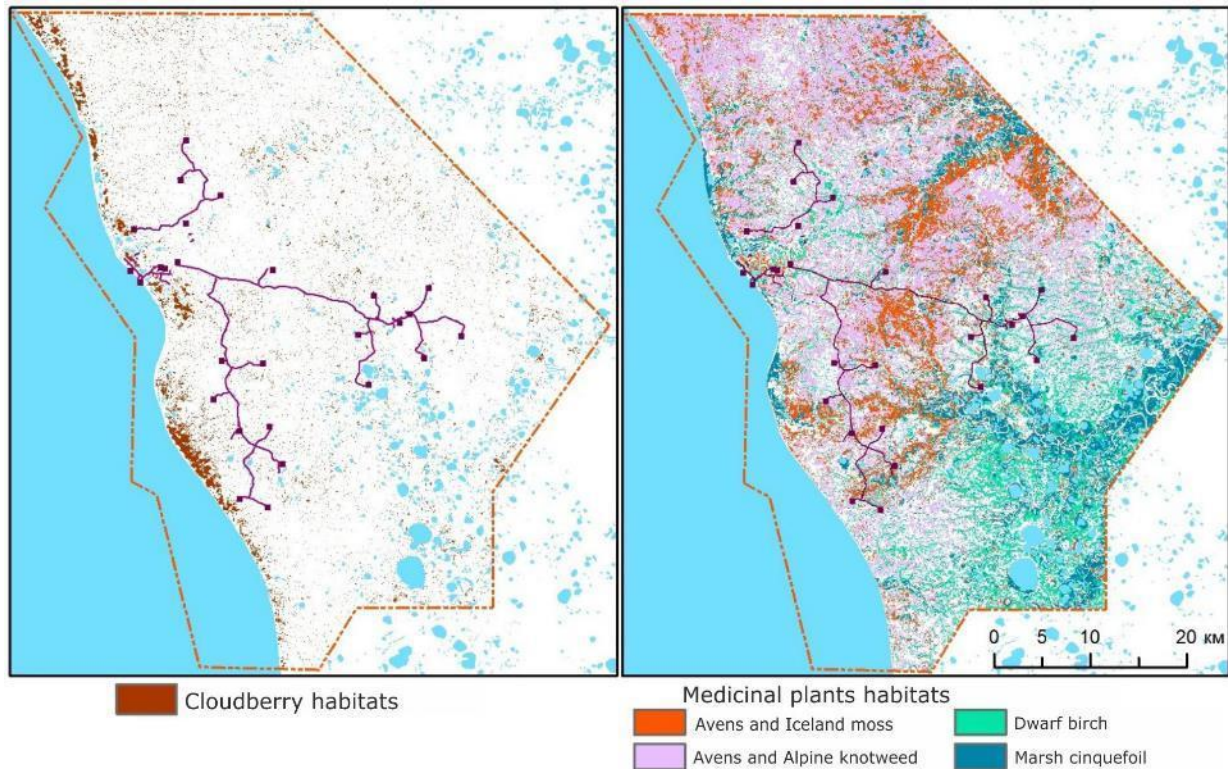 0 5 10 20 км
Cloudberry habitats
Medicinal plants habitats
Avens and Iceland moss
Dwarf birch
Avens and Alpine knotweed
Marsh cinquefoil